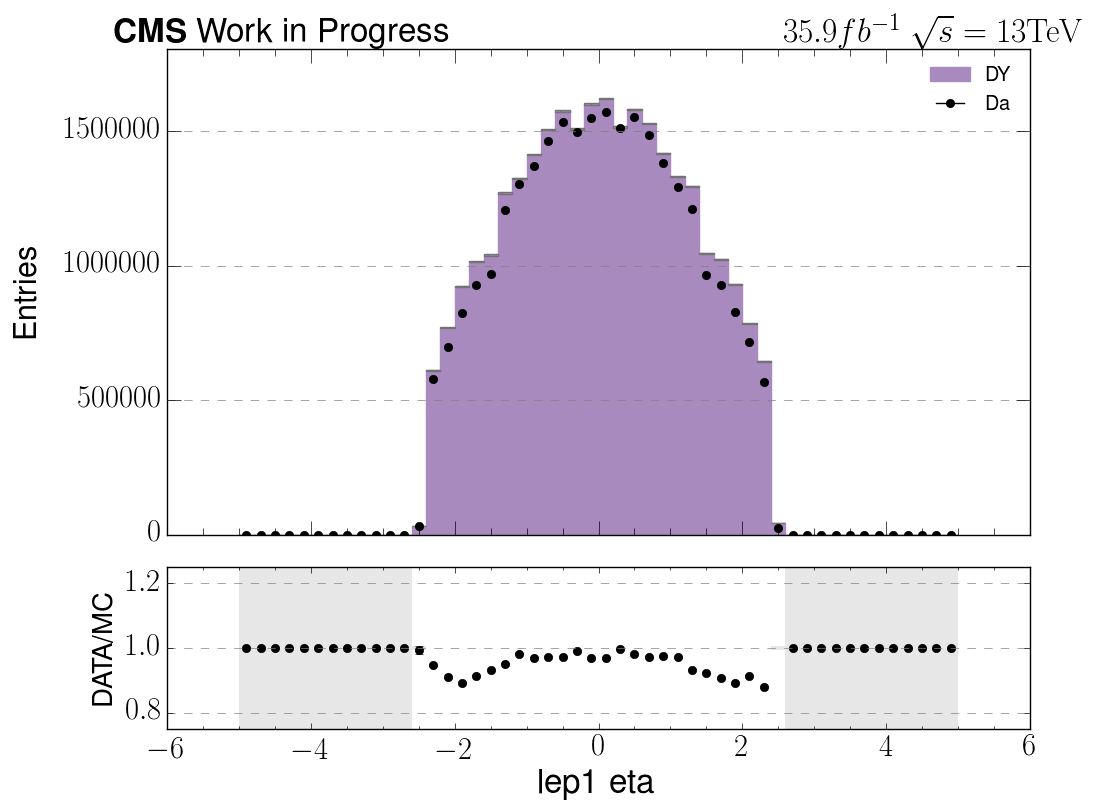 CMS Work in Progress
35.9fb⁻¹ √s = 13TeV
DY
Da
1500000
1000000
500000
0
Entries
1.2
1.0
0.8
DATA/MC
−6 −4 −2 0 2 4 6
lep1 eta